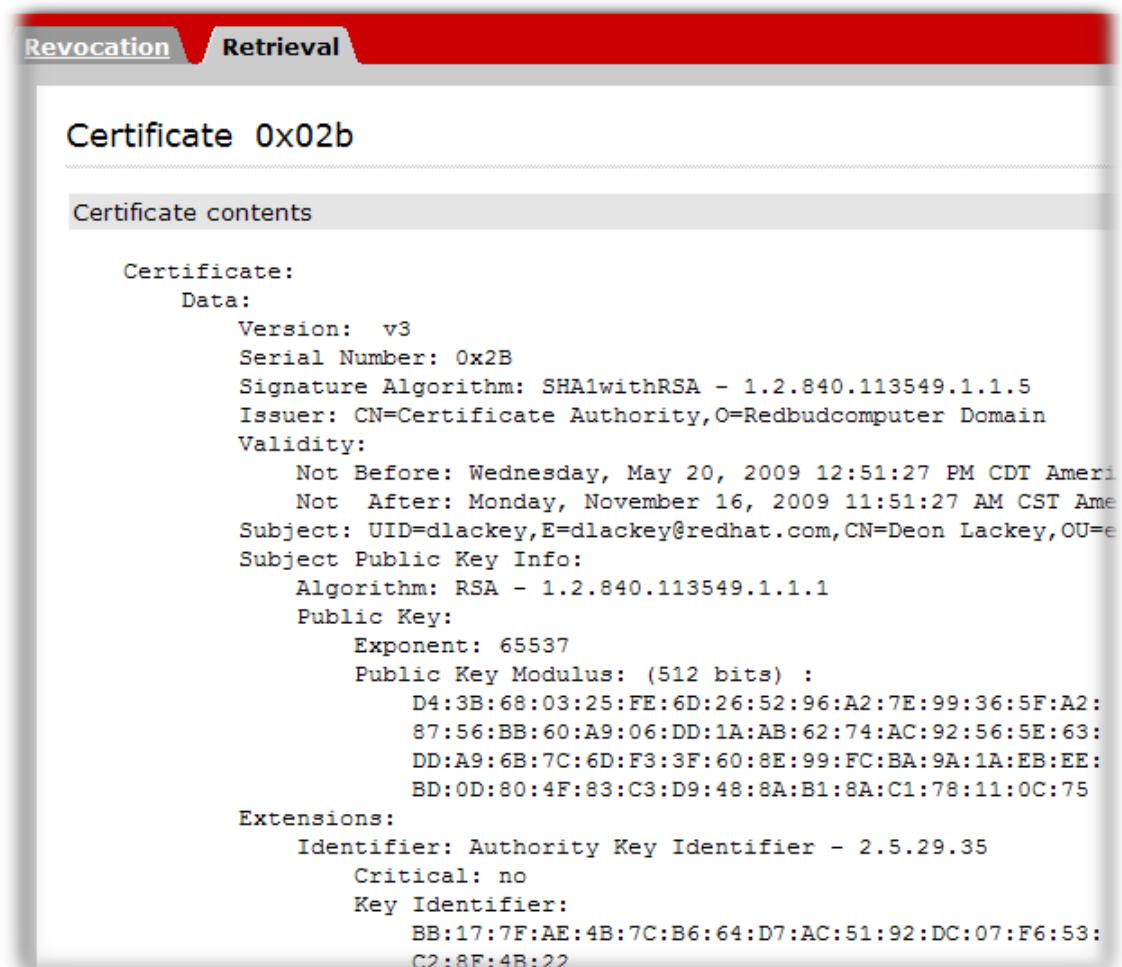 Revocation Retrieval
Certificate 0x02b
Certificate contents
Certificate:
Data:
Version: v3
Serial Number: 0x2B
Signature Algorithm: SHA1withRSA - 1.2.840.113549.1.1.5
Issuer: CN=Certificate Authority,O=Redbudcomputer Domain
Validity:
Not Before: Wednesday, May 20, 2009 12:51:27 PM CDT Ameri
Not After: Monday, November 16, 2009 11:51:27 AM CST Ame
Subject: UID=dlackey,E=dlackey@redhat.com,CN=Deon Lackey,OU=e
Subject Public Key Info:
Algorithm: RSA - 1.2.840.113549.1.1.1
Public Key:
Exponent: 65537
Public Key Modulus: (512 bits) :
D4:3B:68:03:25:FE:6D:26:52:96:A2:7E:99:36:5F:A2:
87:56:BB:60:A9:06:DD:1A:AB:62:74:AC:92:56:5E:63:
DD:A9:6B:7C:6D:F3:3F:60:8E:99:FC:BA:9A:1A:EB:EE:
BD:0D:80:4F:83:C3:D9:48:8A:B1:8A:C1:78:11:0C:75
Extensions:
Identifier: Authority Key Identifier - 2.5.29.35
Critical: no
Key Identifier:
BB:17:7F:AE:4B:7C:B6:64:D7:AC:51:92:DC:07:F6:53:
C2:8F:4B:22